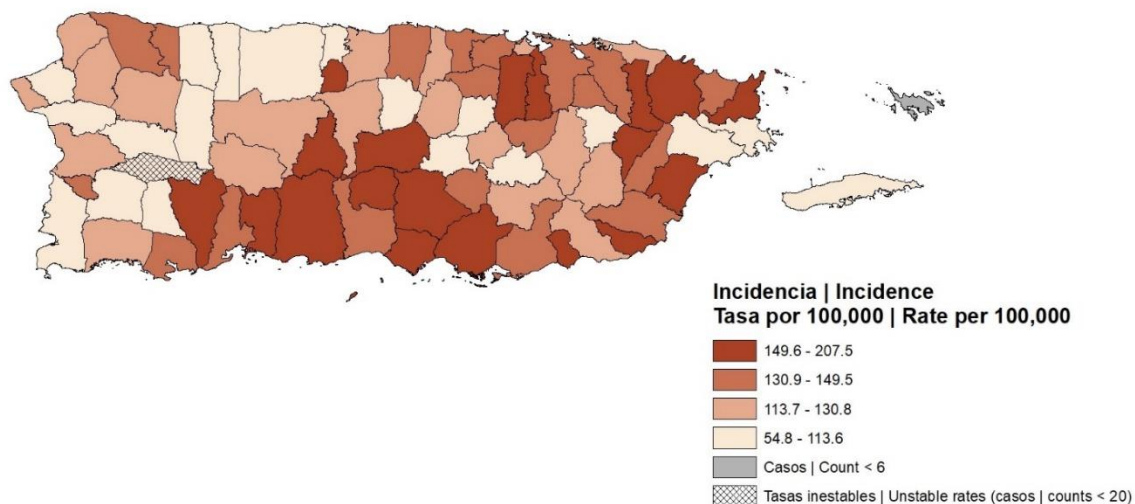 Incidencia | Incidence
Tasa por 100,000 | Rate per 100,000
149.6 - 207.5
130.9 - 149.5
113.7 - 130.8
54.8 - 113.6
Casos | Count < 6
Tasas inestables | Unstable rates (casos | counts < 20)